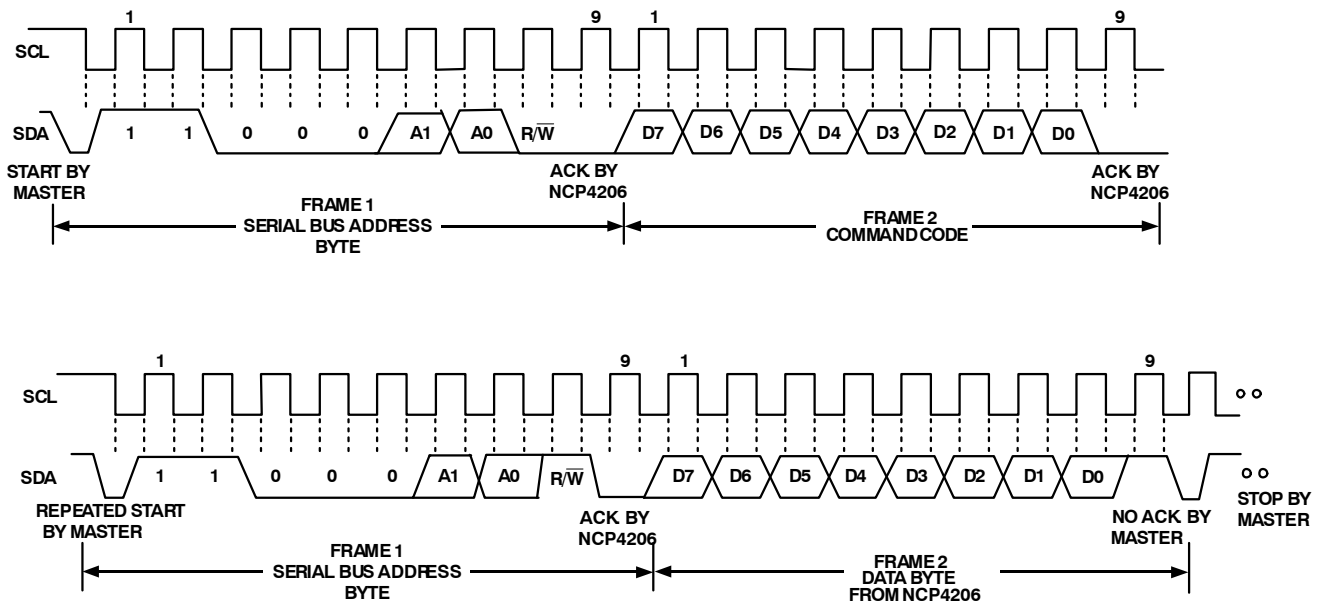 1 9 1 9
SCL
SDA 1 1 0 0 0 A1 A0 R/W̅ D7 D6 D5 D4 D3 D2 D1 D0
START BY
MASTER
ACK. BY
NCP4206
ACK. BY
NCP4206
FRAME 1
SERIAL BUS ADDRESS
BYTE
FRAME 2
COMMAND CODE
1 9 1 9
SCL
SDA 1 1 0 0 0 A1 A0 R/W̅ D7 D6 D5 D4 D3 D2 D1 D0
REPEATED START
BY MASTER
ACK. BY
NCP4206
NO ACK. BY
MASTER
STOP BY
MASTER
FRAME 1
SERIAL BUS ADDRESS
BYTE
FRAME 2
DATA BYTE
FROM NCP4206